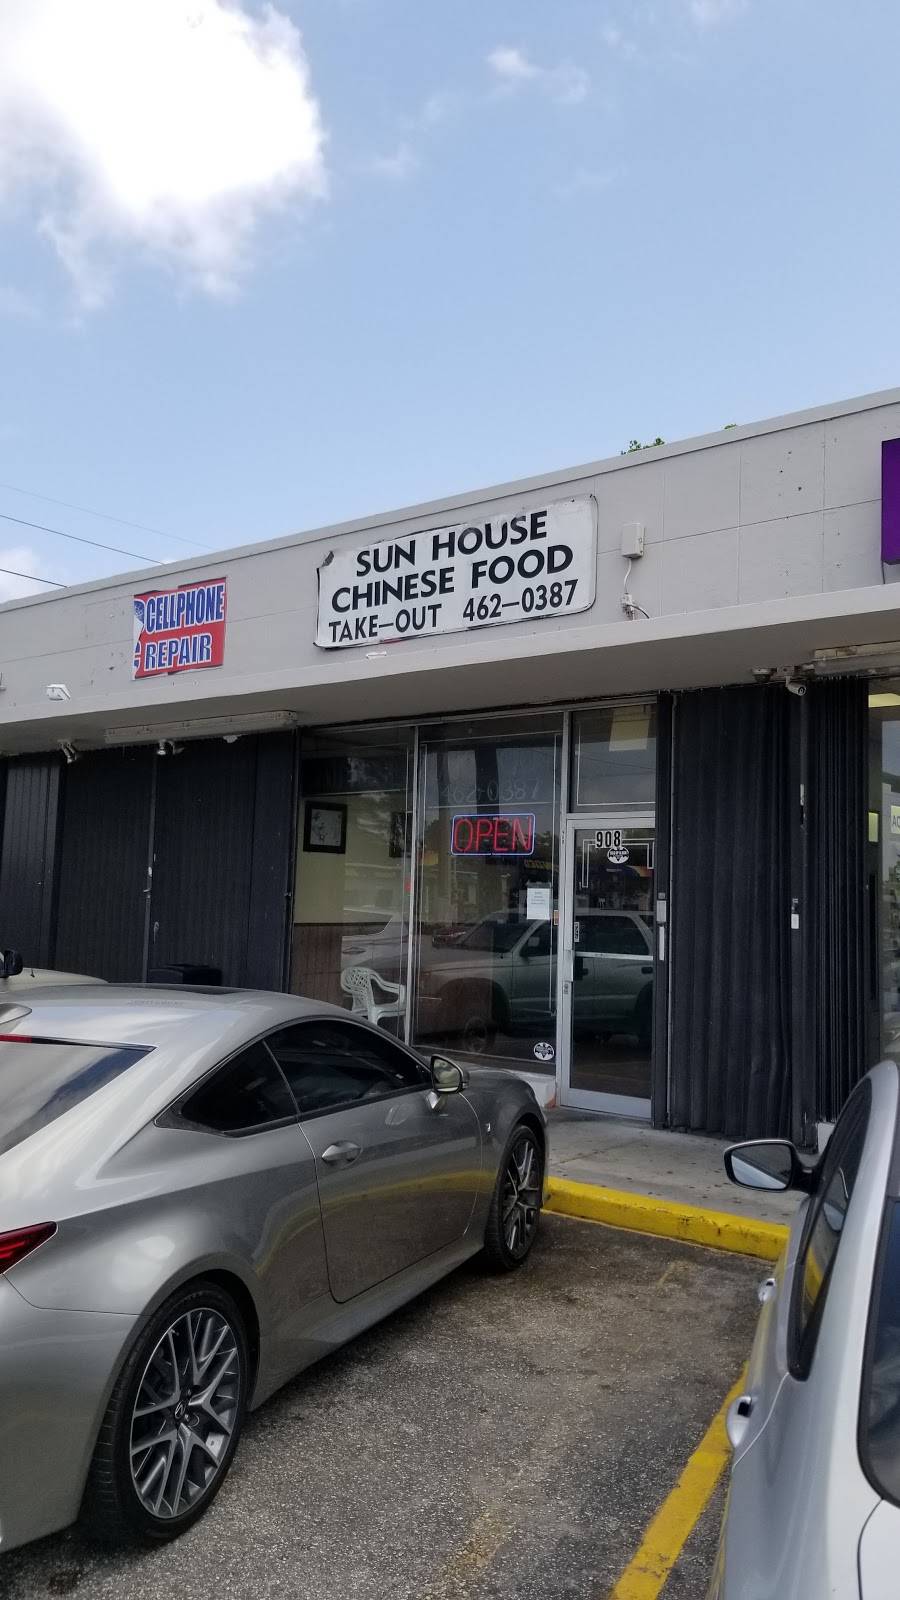 SUN HOUSE
CHINESE FOOD
TAKE-OUT 462-0387
CELLPHONE
REPAIR
462-0387
OPEN
908